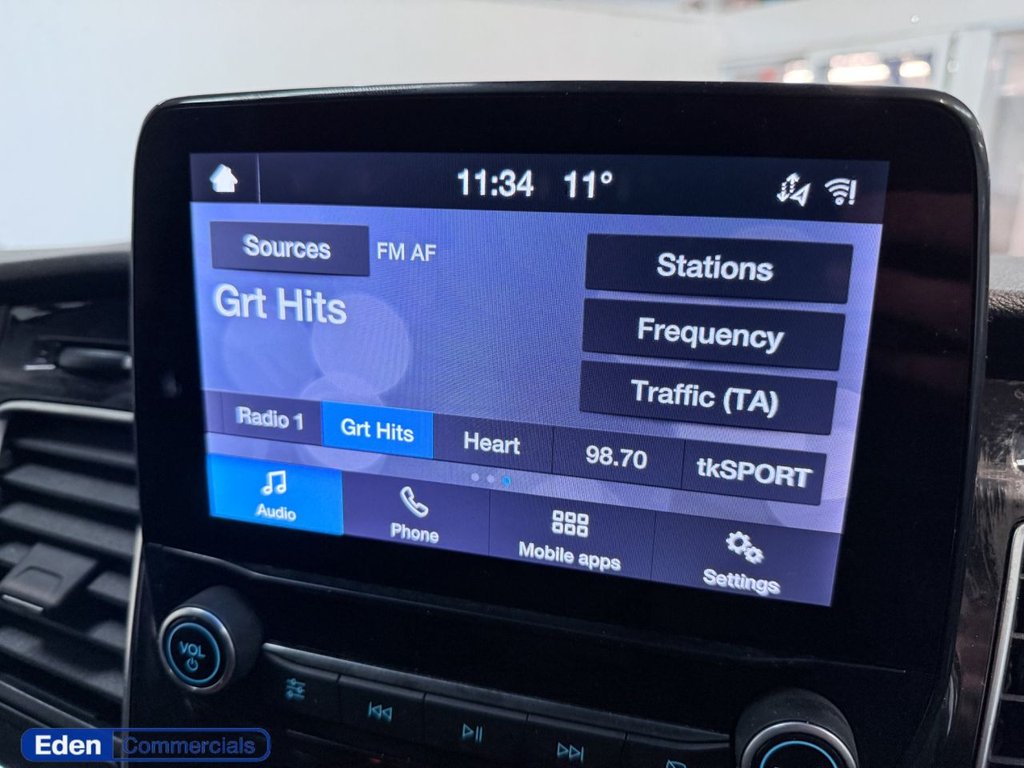 11:34 11°
Sources FM AF
Stations
Grt Hits
Frequency
Traffic (TA)
Radio 1 Grt Hits Heart 98.70 tkSPORT
Audio Phone Mobile apps Settings
VOL
Eden Commercials